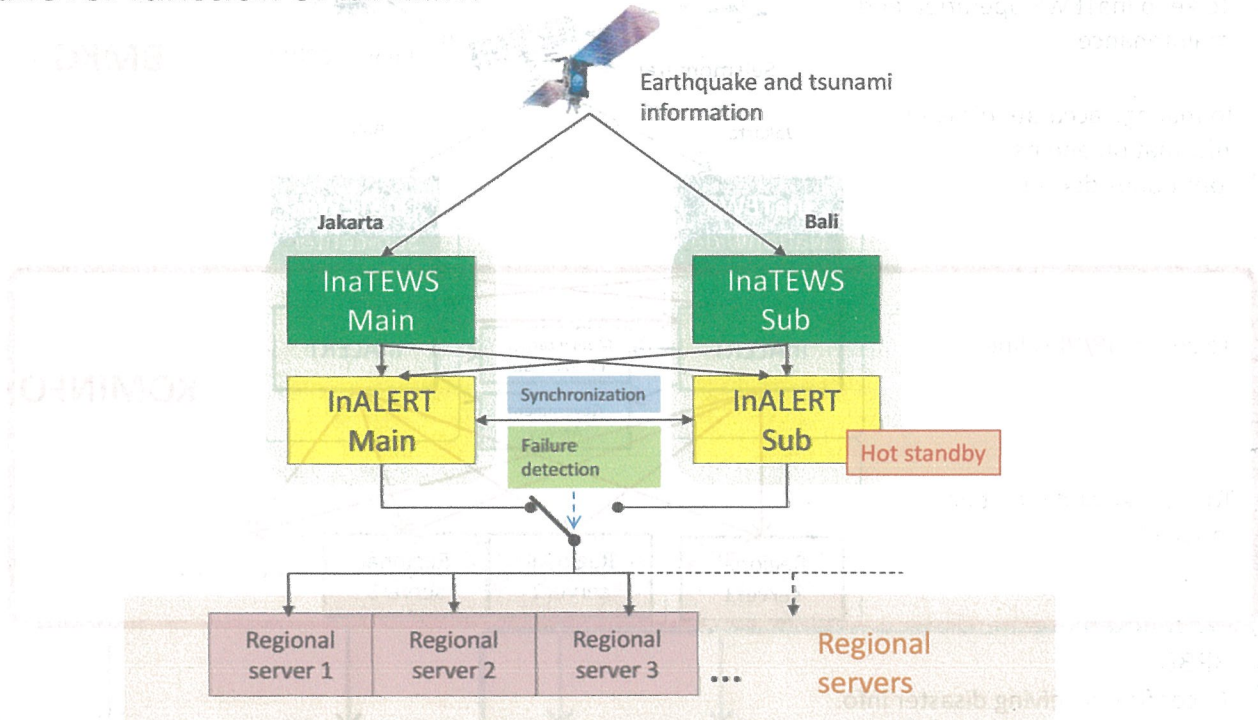 Earthquake and tsunami
information
Jakarta
Bali
InaTEWS
Main
InaTEWS
Sub
InALERT
Main
Synchronization
InALERT
Sub
Failure
detection
Hot standby
Regional
server 1
Regional
server 2
Regional
server 3
...
Regional
servers